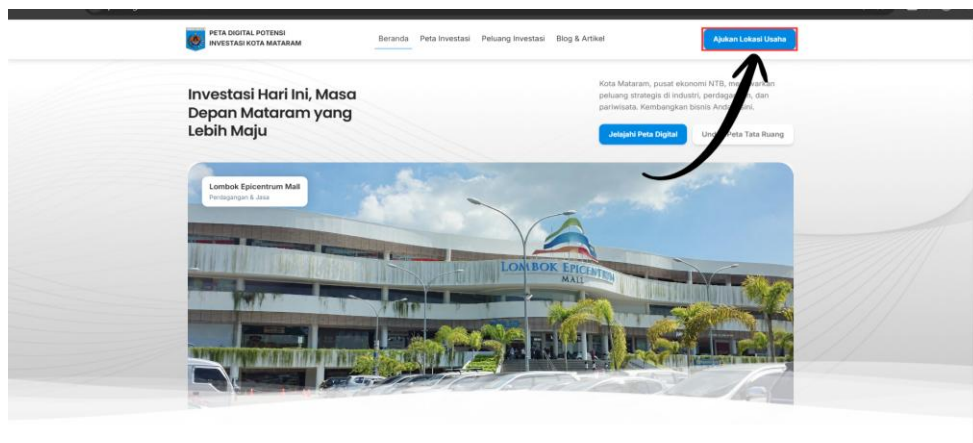 PETA DIGITAL POTENSI
INVESTASI KOTA MATARAM
Beranda Peta Investasi Peluang Investasi Blog & Artikel
Ajukan Lokasi Usaha
Investasi Hari Ini, Masa
Depan Mataram yang
Lebih Maju
Kota Mataram, pusat ekonomi NTB,
peluang strategis di industri, dan
pariwisata. Kembangkan bisnis
Jelajahi Peta Digital
Peta Tata Ruang
Lombok Epicentrum Mall
Perdagangan & Jasa
LOMBOK EPICENTRUM
MALL